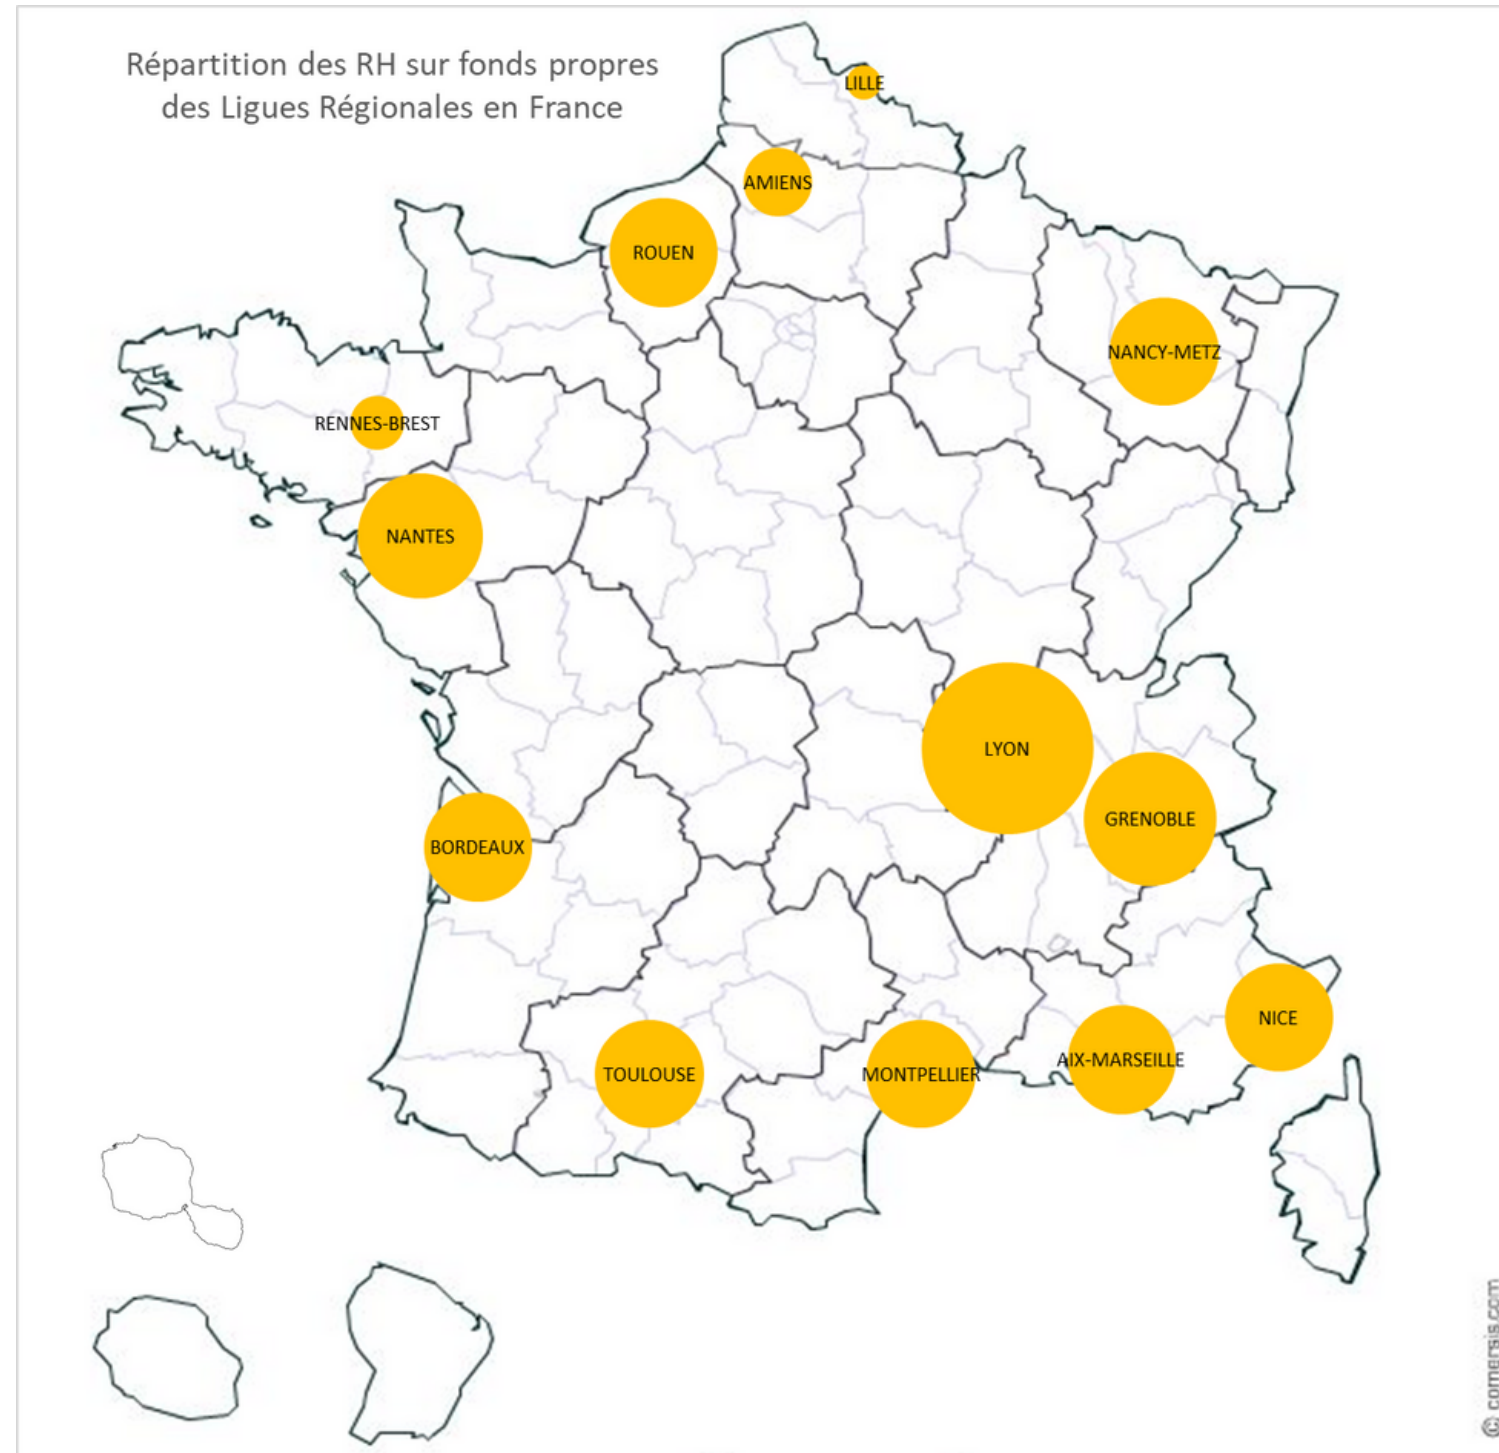 Répartition des RH sur fonds propres
des Ligues Régionales en France
LILLE
AMIENS
ROUEN
NANCY-METZ
RENNES-BREST
NANTES
LYON
GRENOBLE
BORDEAUX
NICE
AIX-MARSEILLE
TOULOUSE
MONTPELLIER
© comersis.com